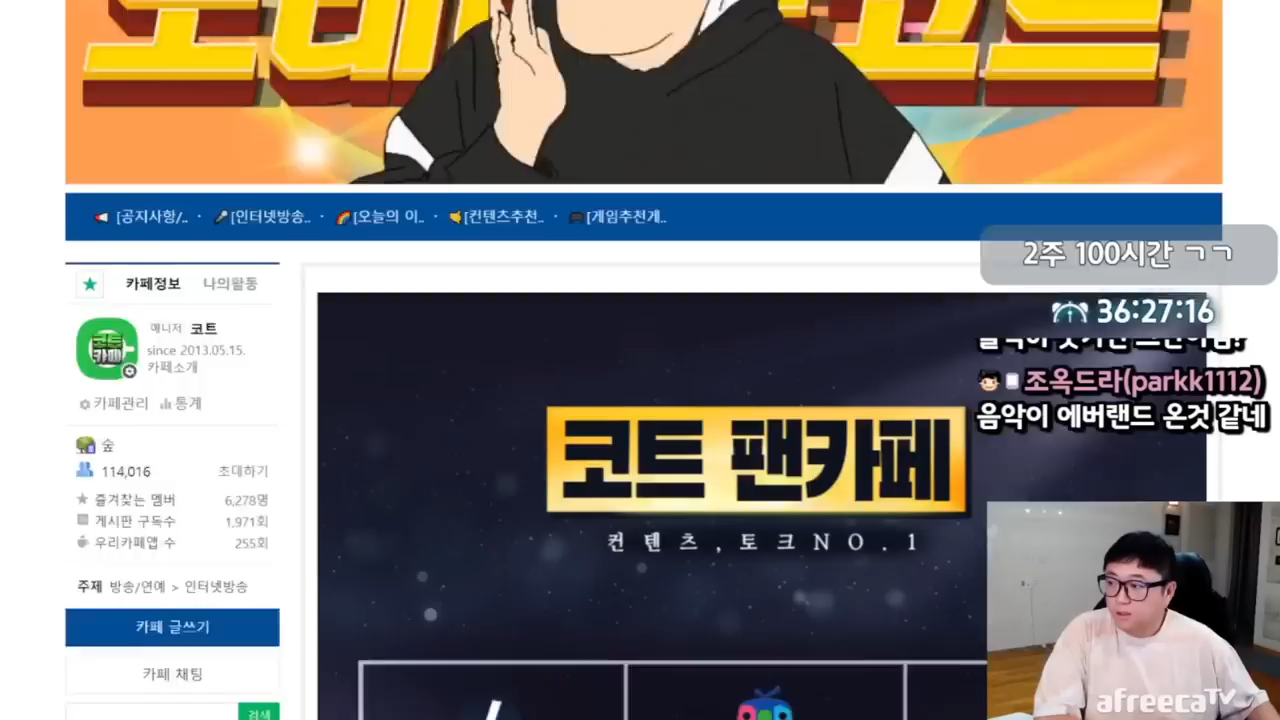 코트
[공지사항/.. · [인터넷방송.. · [오늘의 이.. · [컨텐츠추천.. · [게임추천게..
2주 100시간 ㄱㄱ
36:27:16
조옥드라(parkk1112)
음악이 에버랜드 온것 같네
카페정보 나의활동
매니저 코트
since 2013.05.15.
카페소개
카페관리 통계
숲
114,016 초대하기
즐겨찾는 멤버 6,278명
게시판 구독수 1,971회
우리카페앱 수 255회
주제 방송/연예 > 인터넷방송
카페 글쓰기
카페 채팅
검색
코트 팬카페
컨텐츠,토크NO.1
코트
카페
afreecaTV